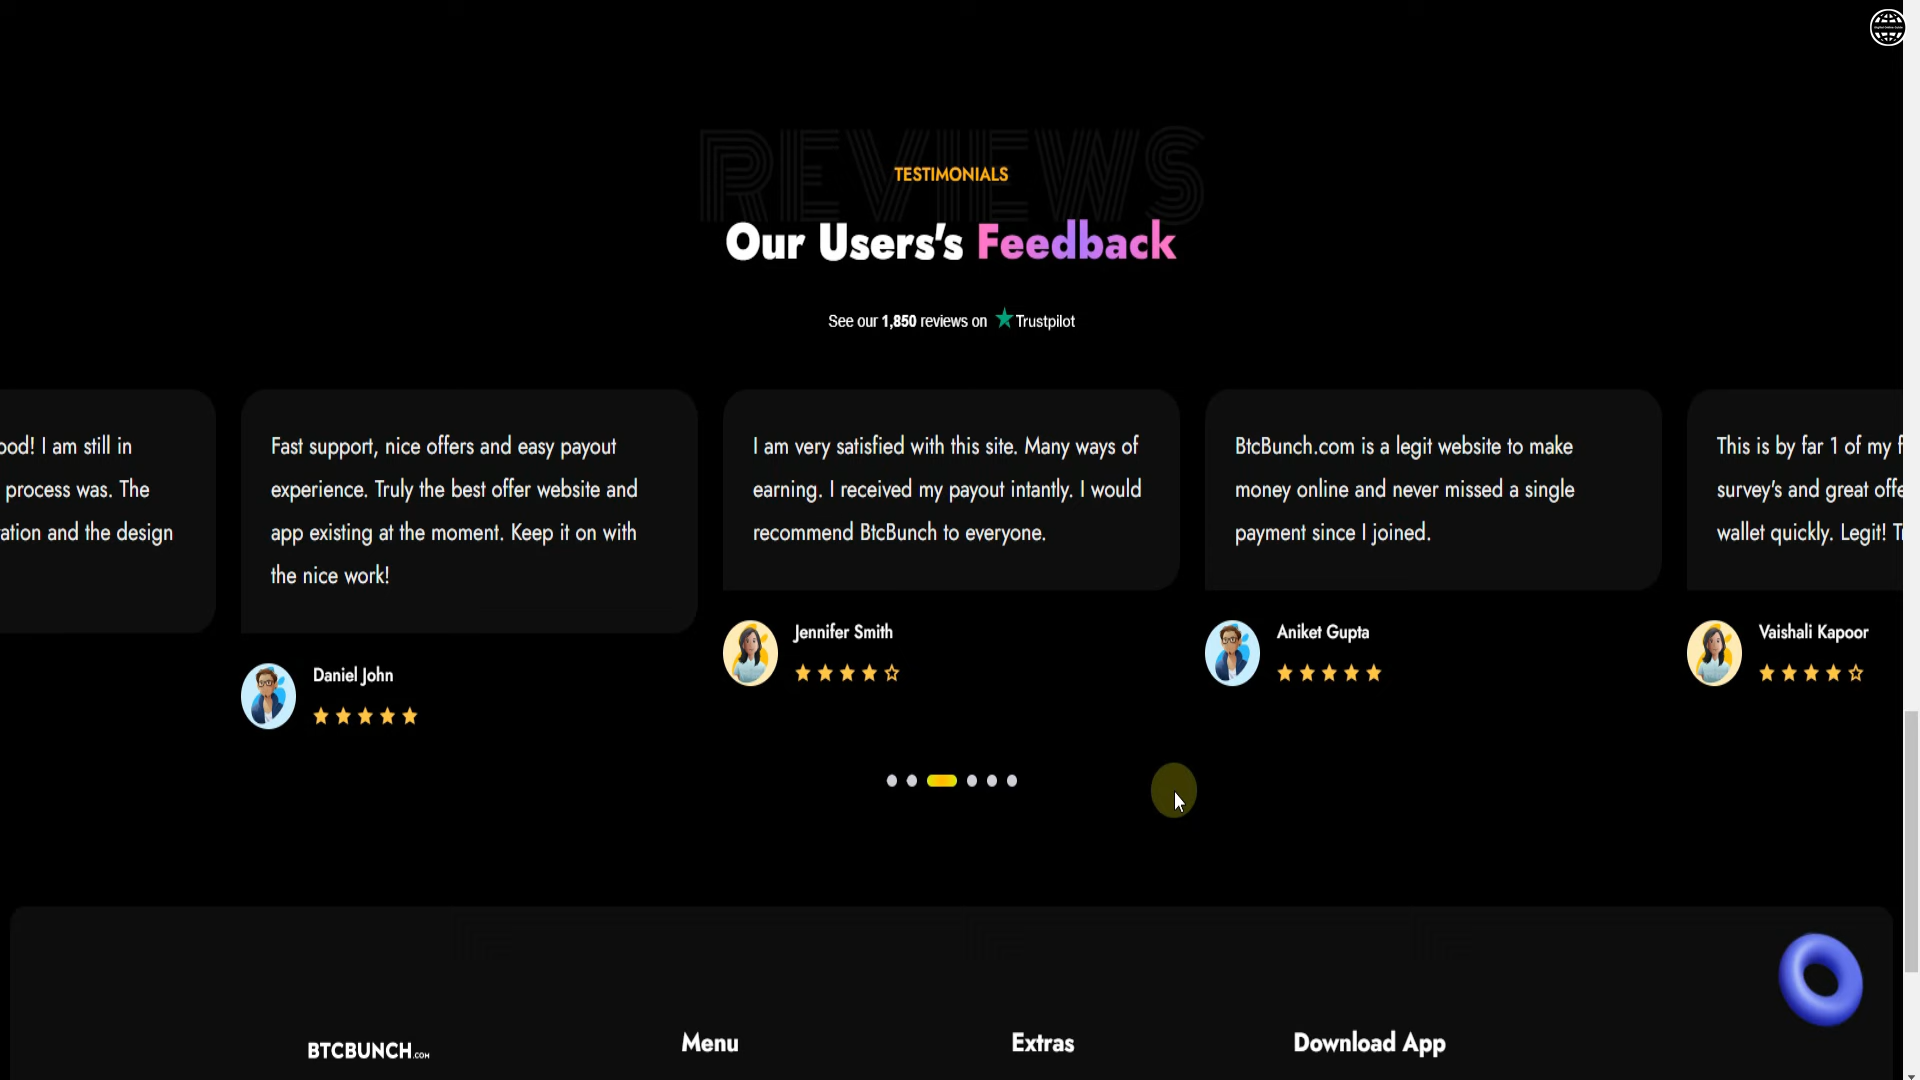 REVIEWS
TESTIMONIALS
Our Users's Feedback
See our 1,850 reviews on Trustpilot
ood! I am still in
process was. The
ation and the design
Fast support, nice offers and easy payout
experience. Truly the best offer website and
app existing at the moment. Keep it on with
the nice work!
Daniel John
I am very satisfied with this site. Many ways of
earning. I received my payout intantly. I would
recommend BtcBunch to everyone.
Jennifer Smith
BtcBunch.com is a legit website to make
money online and never missed a single
payment since I joined.
Aniket Gupta
This is by far 1 of my f
survey's and great offe
wallet quickly. Legit!
Vaishali Kapoor
BTCBUNCH.COM
Menu
Extras
Download App